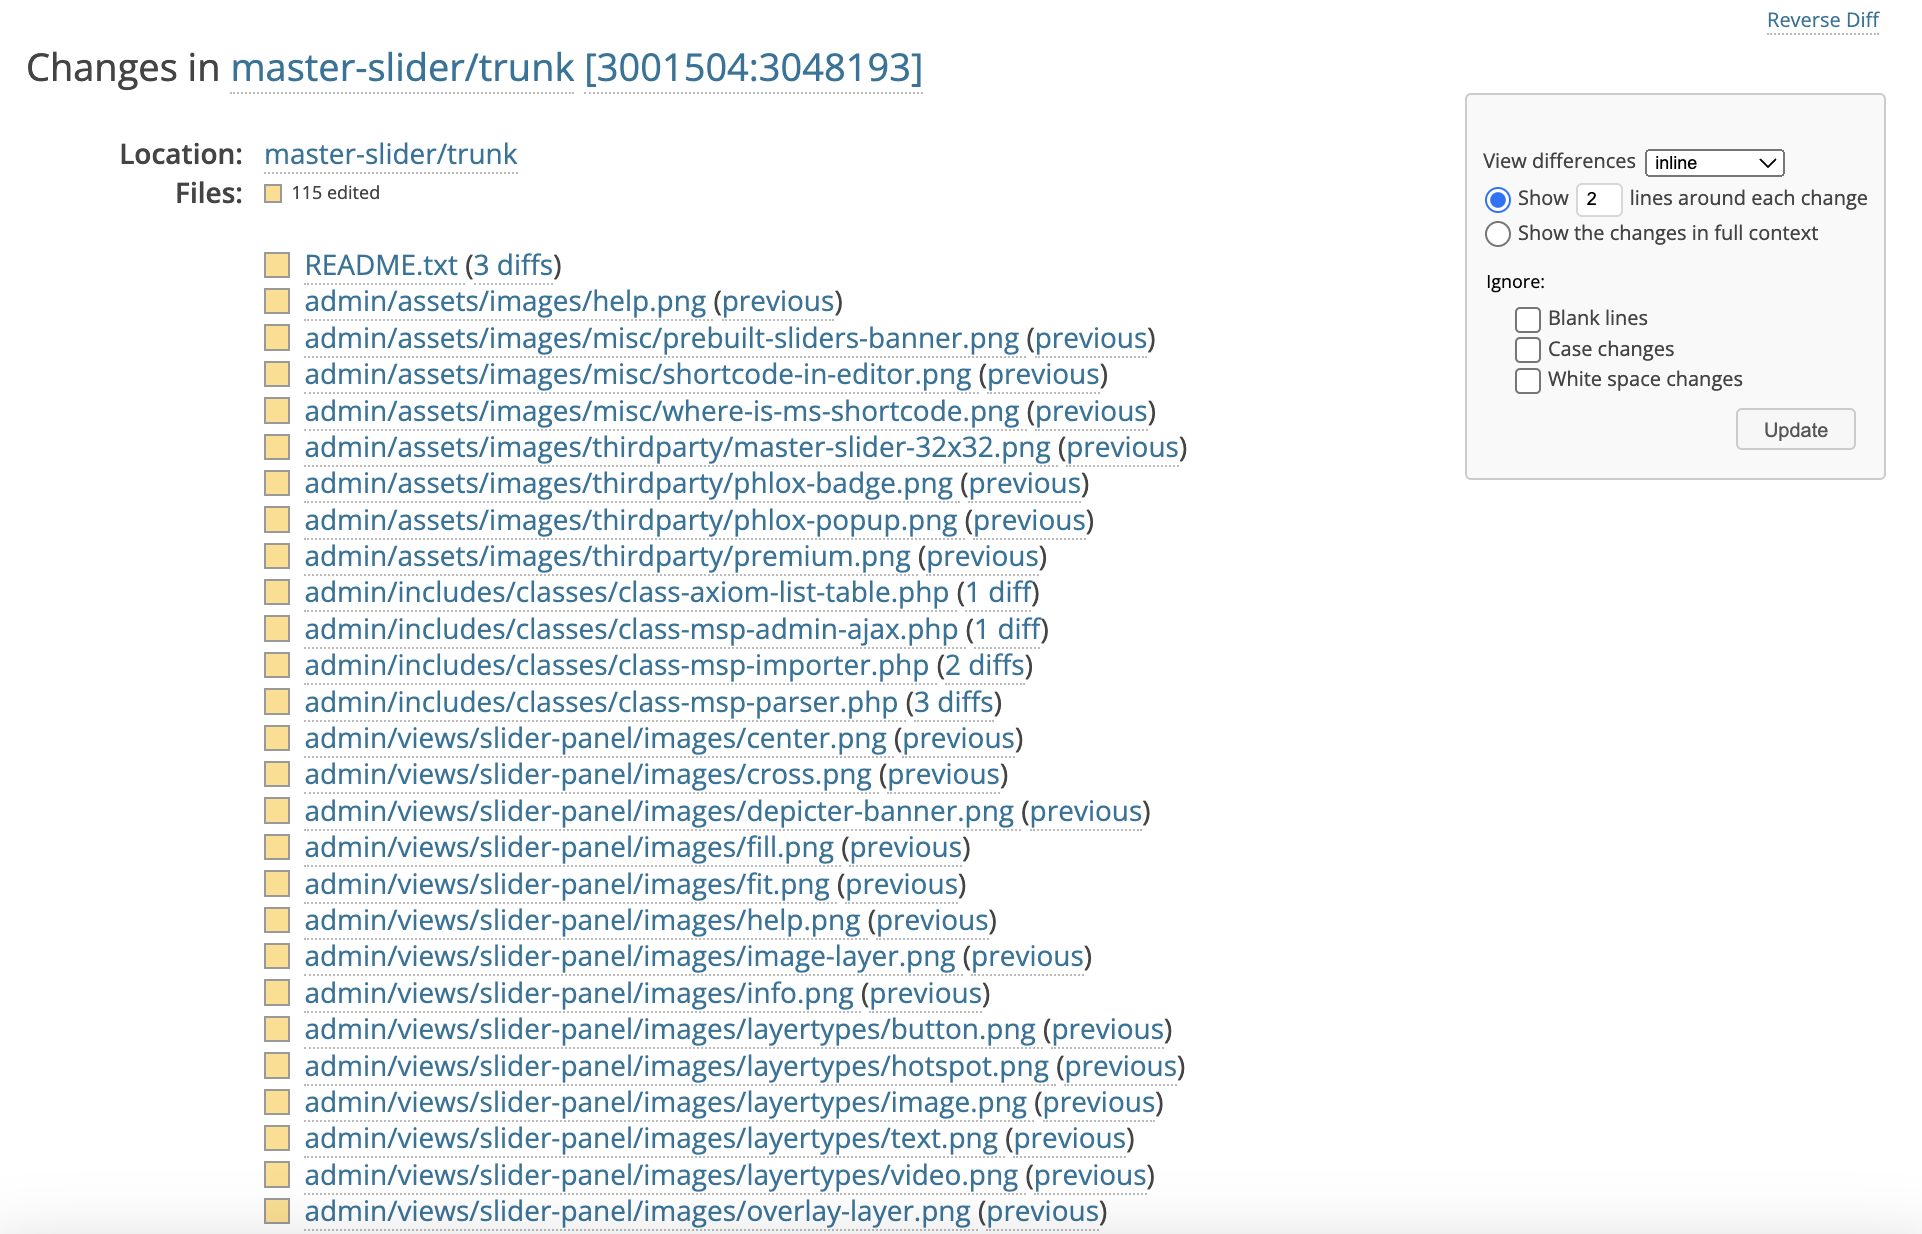 Reverse Diff
Changes in master-slider/trunk [3001504:3048193]
Location: master-slider/trunk
Files: 115 edited
View differences inline
Show 2 lines around each change
Show the changes in full context
Ignore:
Blank lines
Case changes
White space changes
Update
README.txt (3 diffs)
admin/assets/images/help.png (previous)
admin/assets/images/misc/prebuilt-sliders-banner.png (previous)
admin/assets/images/misc/shortcode-in-editor.png (previous)
admin/assets/images/misc/where-is-ms-shortcode.png (previous)
admin/assets/images/thirdparty/master-slider-32x32.png (previous)
admin/assets/images/thirdparty/phlox-badge.png (previous)
admin/assets/images/thirdparty/phlox-popup.png (previous)
admin/assets/images/thirdparty/premium.png (previous)
admin/includes/classes/class-axiom-list-table.php (1 diff)
admin/includes/classes/class-msp-admin-ajax.php (1 diff)
admin/includes/classes/class-msp-importer.php (2 diffs)
admin/includes/classes/class-msp-parser.php (3 diffs)
admin/views/slider-panel/images/center.png (previous)
admin/views/slider-panel/images/cross.png (previous)
admin/views/slider-panel/images/depicter-banner.png (previous)
admin/views/slider-panel/images/fill.png (previous)
admin/views/slider-panel/images/fit.png (previous)
admin/views/slider-panel/images/help.png (previous)
admin/views/slider-panel/images/image-layer.png (previous)
admin/views/slider-panel/images/info.png (previous)
admin/views/slider-panel/images/layertypes/button.png (previous)
admin/views/slider-panel/images/layertypes/hotspot.png (previous)
admin/views/slider-panel/images/layertypes/image.png (previous)
admin/views/slider-panel/images/layertypes/text.png (previous)
admin/views/slider-panel/images/layertypes/video.png (previous)
admin/views/slider-panel/images/overlay-layer.png (previous)